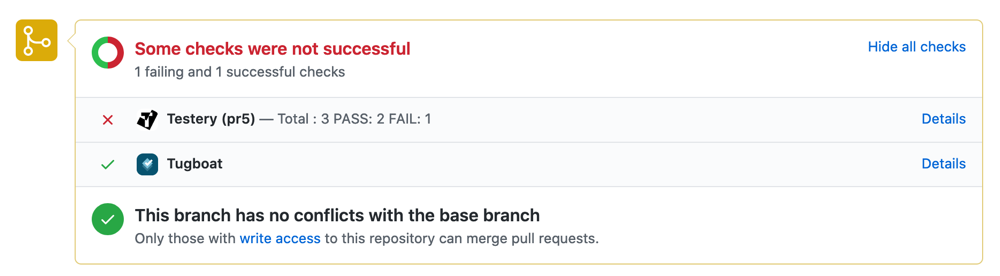 Some checks were not successful
Hide all checks
1 failing and 1 successful checks
Testery (pr5) — Total : 3 PASS: 2 FAIL: 1
Details
Tugboat
Details
This branch has no conflicts with the base branch
Only those with write access to this repository can merge pull requests.